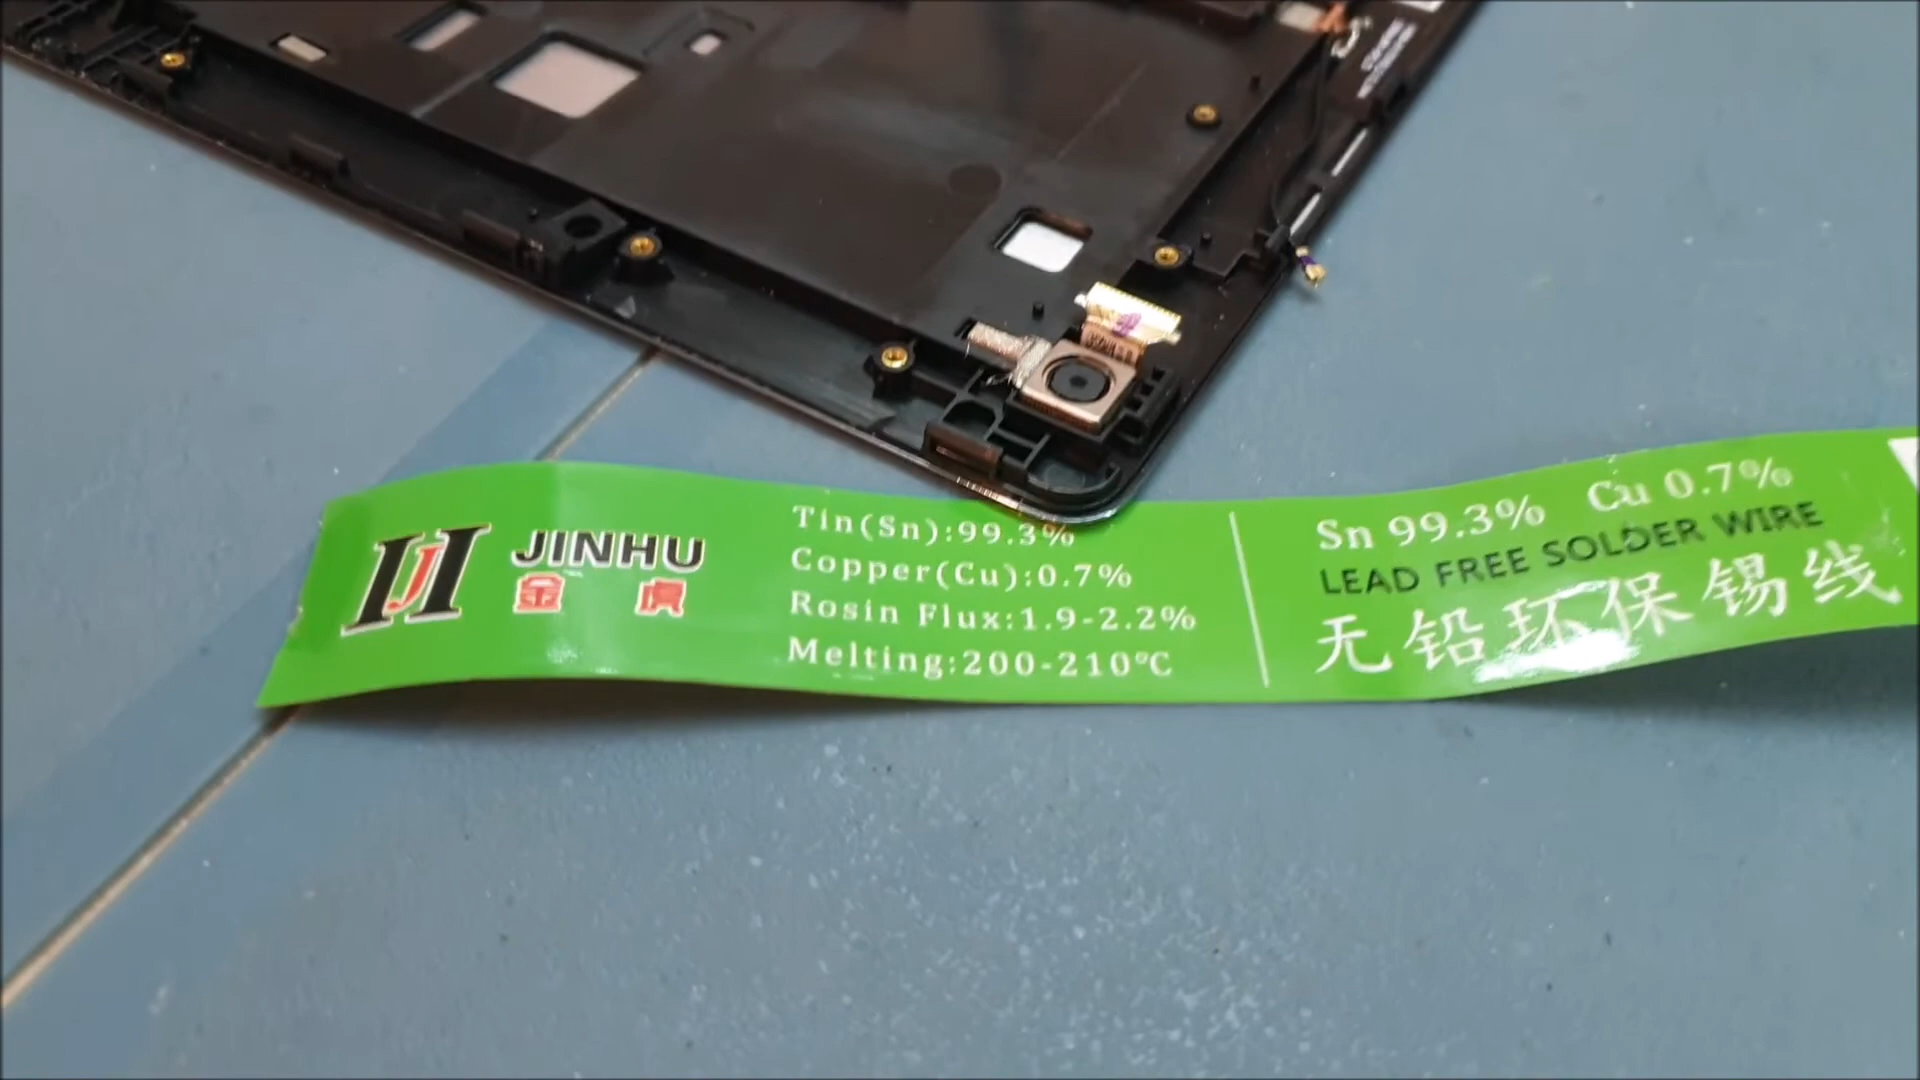 JINHU
金虎
Tin(Sn):99.3%
Copper(Cu):0.7%
Rosin Flux:1.9-2.2%
Melting:200-210℃
Sn 99.3% Cu 0.7%
LEAD FREE SOLDER WIRE
无铅环保锡线